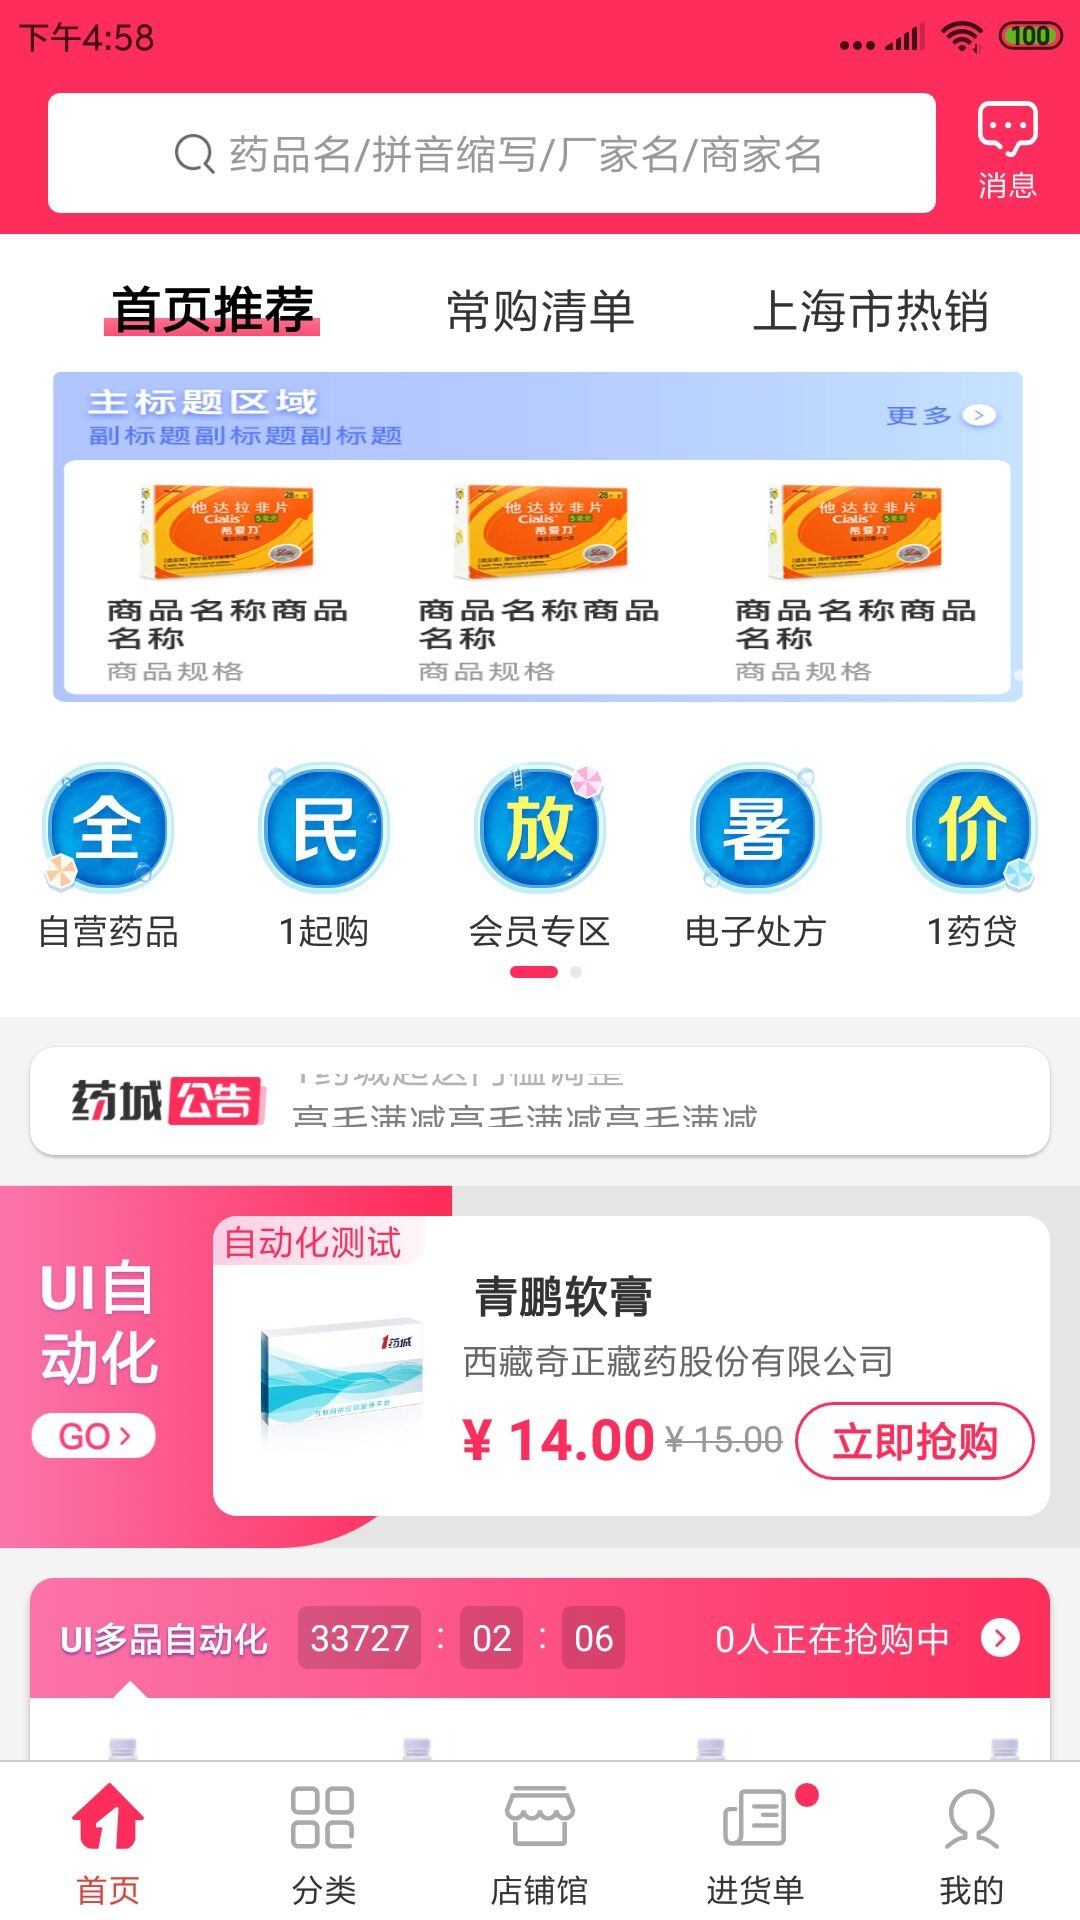 下午4:58
100
药品名/拼音缩写/厂家名/商家名
消息
首页推荐
常购清单
上海市热销
主标题区域
副标题副标题副标题
更多
他达拉非片
Cialis
希爱力
他达拉非片
Cialis
希爱力
他达拉非片
Cialis
希爱力
商品名称商品
名称
商品规格
商品名称商品
名称
商品规格
商品名称商品
名称
商品规格
全
民
放
暑
价
自营药品
1起购
会员专区
电子处方
1药贷
药城公告
高毛满减高毛满减高毛满减
UI自
动化
GO
自动化测试
1药城
青鹏软膏
西藏奇正藏药股份有限公司
¥ 14.00 ¥ 15.00
立即抢购
UI多品自动化
33727 : 02 : 06
0人正在抢购中
首页
分类
店铺馆
进货单
我的